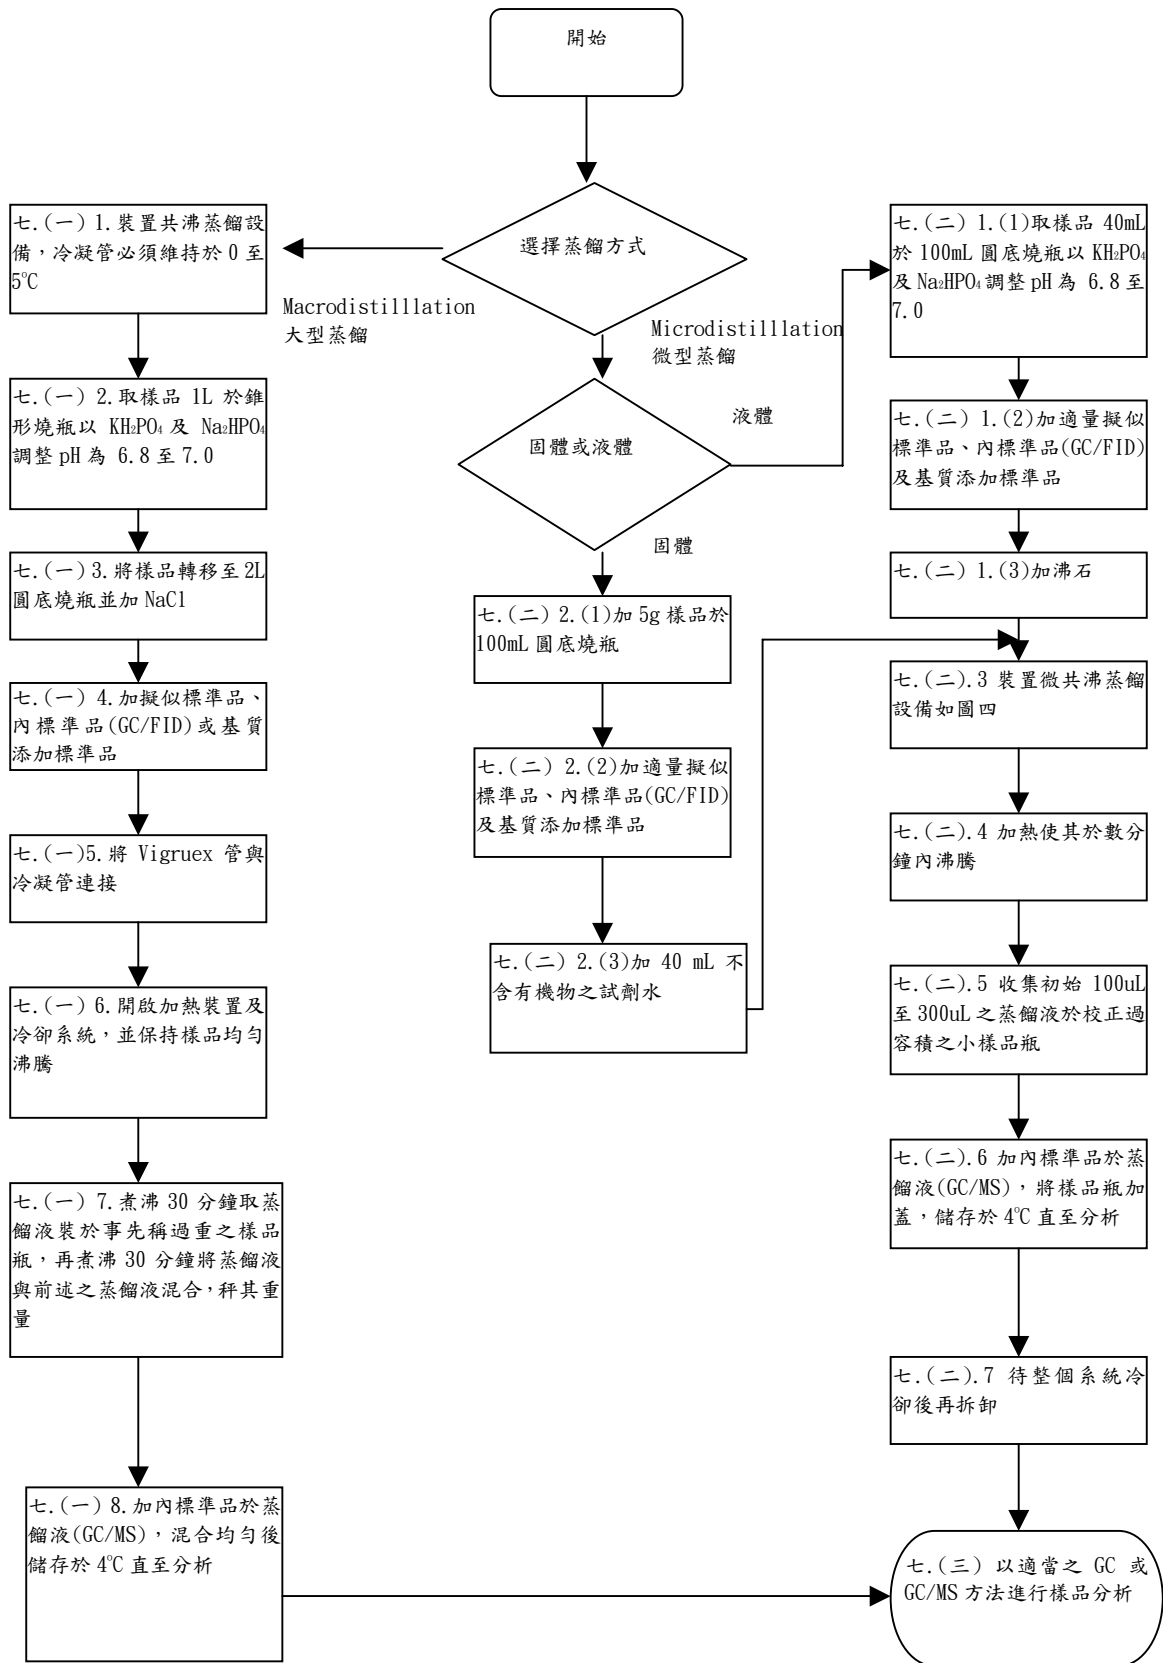 開始
選擇蒸餾方式
Macrodistilllation
大型蒸餾
Microdistilllation
微型蒸餾
固體或液體
液體
固體
七.(一) 1.裝置共沸蒸餾設
備，冷凝管必須維持於 0 至
5℃
七.(一) 2.取樣品 1L 於錐
形燒瓶以 KH₂PO₄ 及 Na₂HPO₄
調整 pH 為 6.8 至 7.0
七.(一)3.將樣品轉移至 2L
圓底燒瓶並加 NaCl
七.(一) 4.加擬似標準品、
內標準品(GC/FID)或基質
添加標準品
七.(一)5.將 Vigruex 管與
冷凝管連接
七.(一) 6.開啟加熱裝置及
冷卻系統，並保持樣品均勻
沸騰
七.(一) 7.煮沸 30 分鐘取蒸
餾液裝於事先稱過重之樣品
瓶，再煮沸 30 分鐘將蒸餾液
與前述之蒸餾液混合，秤其重
量
七.(一) 8.加內標準品於蒸
餾液(GC/MS)，混合均勻後
儲存於 4℃ 直至分析
七.(二) 2.(1)加 5g 樣品於
100mL 圓底燒瓶
七.(二) 2.(2)加適量擬似
標準品、內標準品(GC/FID)
及基質添加標準品
七.(二) 2.(3)加 40 mL 不
含有機物之試劑水
七.(二) 1.(1)取樣品 40mL
於 100mL 圓底燒瓶以 KH₂PO₄
及 Na₂HPO₄ 調整 pH 為 6.8 至
7.0
七.(二) 1.(2)加適量擬似
標準品、內標準品(GC/FID)
及基質添加標準品
七.(二) 1.(3)加沸石
七.(二).3 裝置微共沸蒸餾
設備如圖四
七.(二).4 加熱使其於數分
鐘內沸騰
七.(二).5 收集初始 100uL
至 300uL 之蒸餾液於校正過
容積之小樣品瓶
七.(二).6 加內標準品於蒸
餾液(GC/MS)，將樣品瓶加
蓋，儲存於 4℃ 直至分析
七.(二).7 待整個系統冷
卻後再拆卸
七.(三) 以適當之 GC 或
GC/MS 方法進行樣品分析